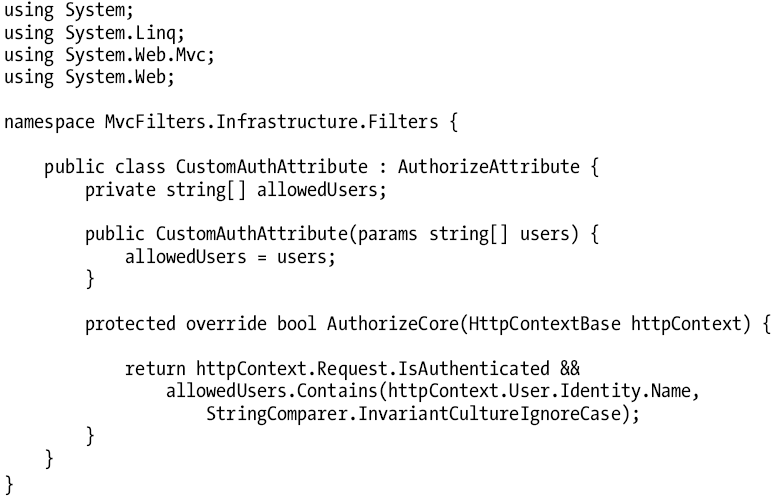 using System;
using System.Linq;
using System.Web.Mvc;
using System.Web;

namespace MvcFilters.Infrastructure.Filters {

    public class CustomAuthAttribute : AuthorizeAttribute {
        private string[] allowedUsers;

        public CustomAuthAttribute(params string[] users) {
            allowedUsers = users;
        }

        protected override bool AuthorizeCore(HttpContextBase httpContext) {

            return httpContext.Request.IsAuthenticated &&
                allowedUsers.Contains(httpContext.User.Identity.Name,
                    StringComparer.InvariantCultureIgnoreCase);
        }
    }
}